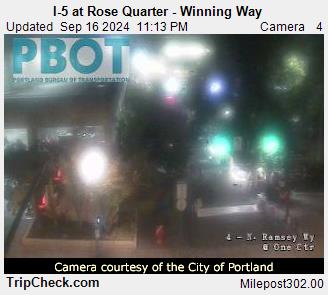 I-5 at Rose Quarter - Winning Way
Updated Sep 16 2024 11:13 PM Camera 4
PBOT
PORTLAND BUREAU OF TRANSPORTATION
4 - N. Ramsey Wy
@ One Ctr
Camera courtesy of the City of Portland
TripCheck.com Milepost302.00